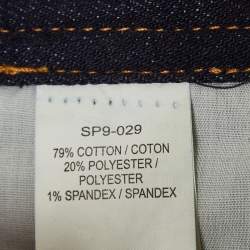 SP9-029
79% COTTON / COTON
20% POLYESTER /
POLYESTER
1% SPANDEX / SPANDEX